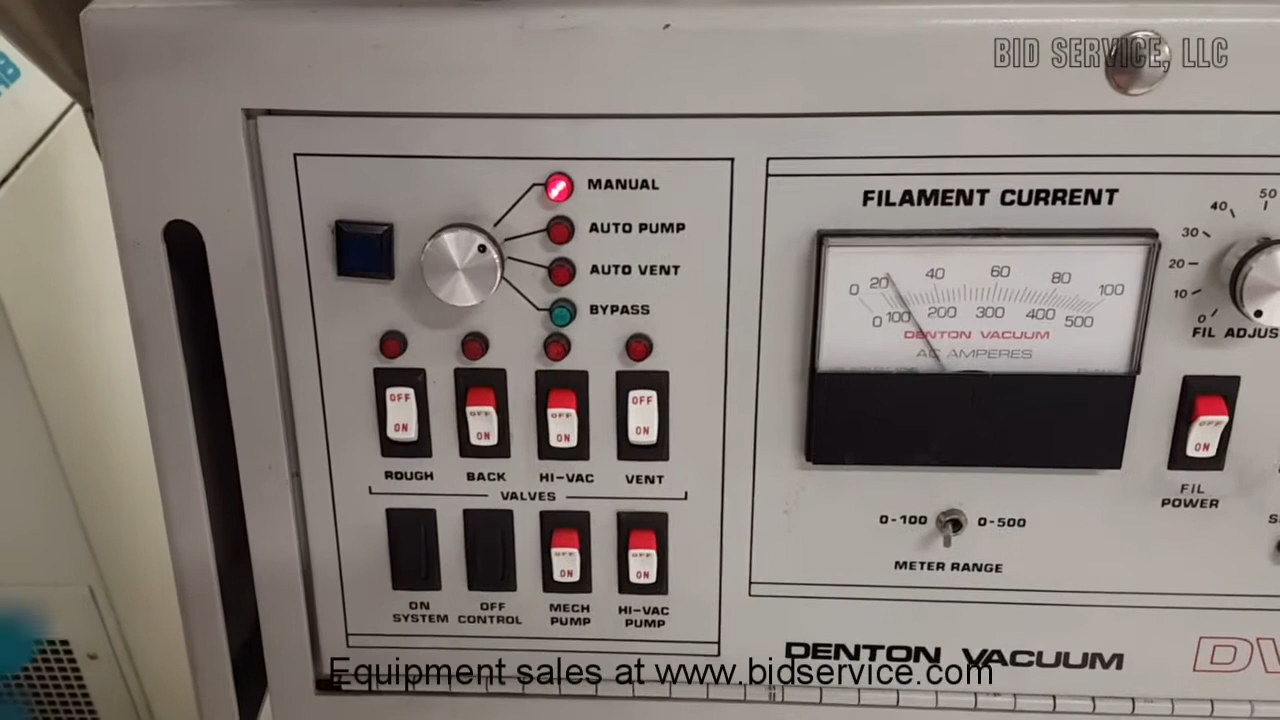 BID SERVICE, LLC
MANUAL
AUTO PUMP
AUTO VENT
BYPASS
OFF ON
OFF ON
OFF ON
OFF ON
ROUGH BACK HI-VAC VENT
VALVES
OFF ON
OFF ON
ON SYSTEM
OFF CONTROL
MECH PUMP
HI-VAC PUMP
FILAMENT CURRENT
0 20 40 60 80 100
0 100 200 300 400 500
DENTON VACUUM
AC AMPERES
0-100 0-500
METER RANGE
50
40
30
20
10
0
FIL ADJUS
OFF ON
FIL POWER
DENTON VACUUM
DV
Equipment sales at www.bidservice.com